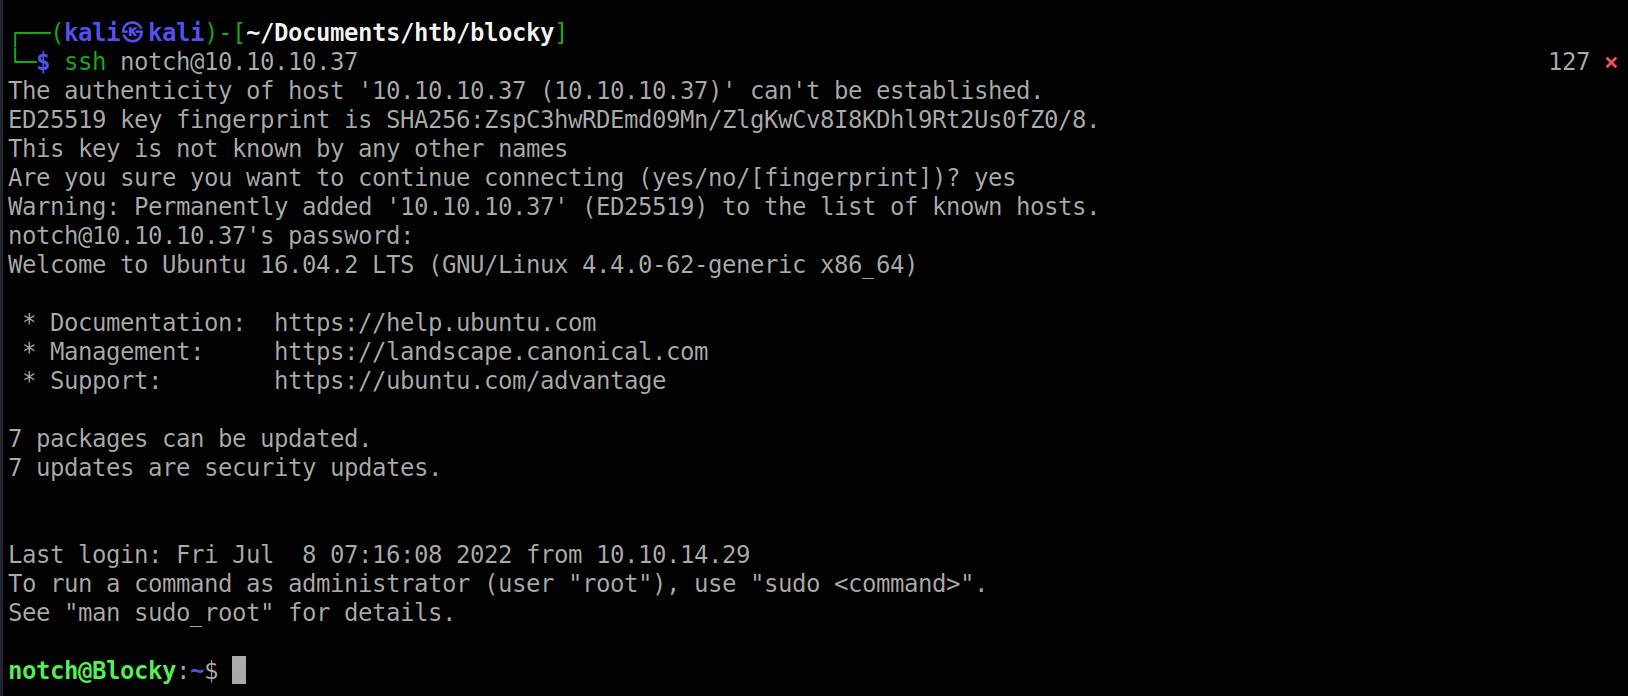 ┌──(kali㉿kali)-[~/Documents/htb/blocky]
└─$ ssh notch@10.10.10.37 127 ⨯
The authenticity of host '10.10.10.37 (10.10.10.37)' can't be established.
ED25519 key fingerprint is SHA256:ZspC3hwRDEmd09Mn/ZlgKwCv8I8KDhl9Rt2Us0fZ0/8.
This key is not known by any other names
Are you sure you want to continue connecting (yes/no/[fingerprint])? yes
Warning: Permanently added '10.10.10.37' (ED25519) to the list of known hosts.
notch@10.10.10.37's password:
Welcome to Ubuntu 16.04.2 LTS (GNU/Linux 4.4.0-62-generic x86_64)

 * Documentation:  https://help.ubuntu.com
 * Management:     https://landscape.canonical.com
 * Support:        https://ubuntu.com/advantage

7 packages can be updated.
7 updates are security updates.


Last login: Fri Jul  8 07:16:08 2022 from 10.10.14.29
To run a command as administrator (user "root"), use "sudo <command>".
See "man sudo_root" for details.

notch@Blocky:~$